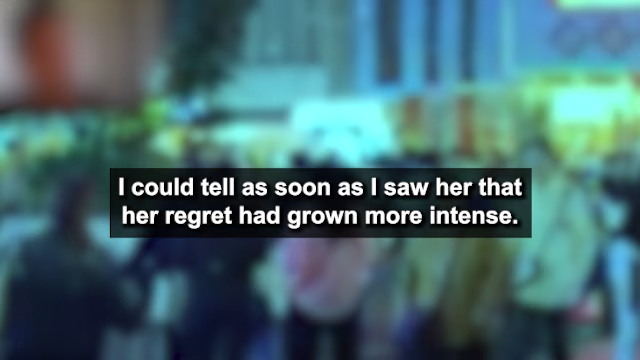 I could tell as soon as I saw her that
her regret had grown more intense.